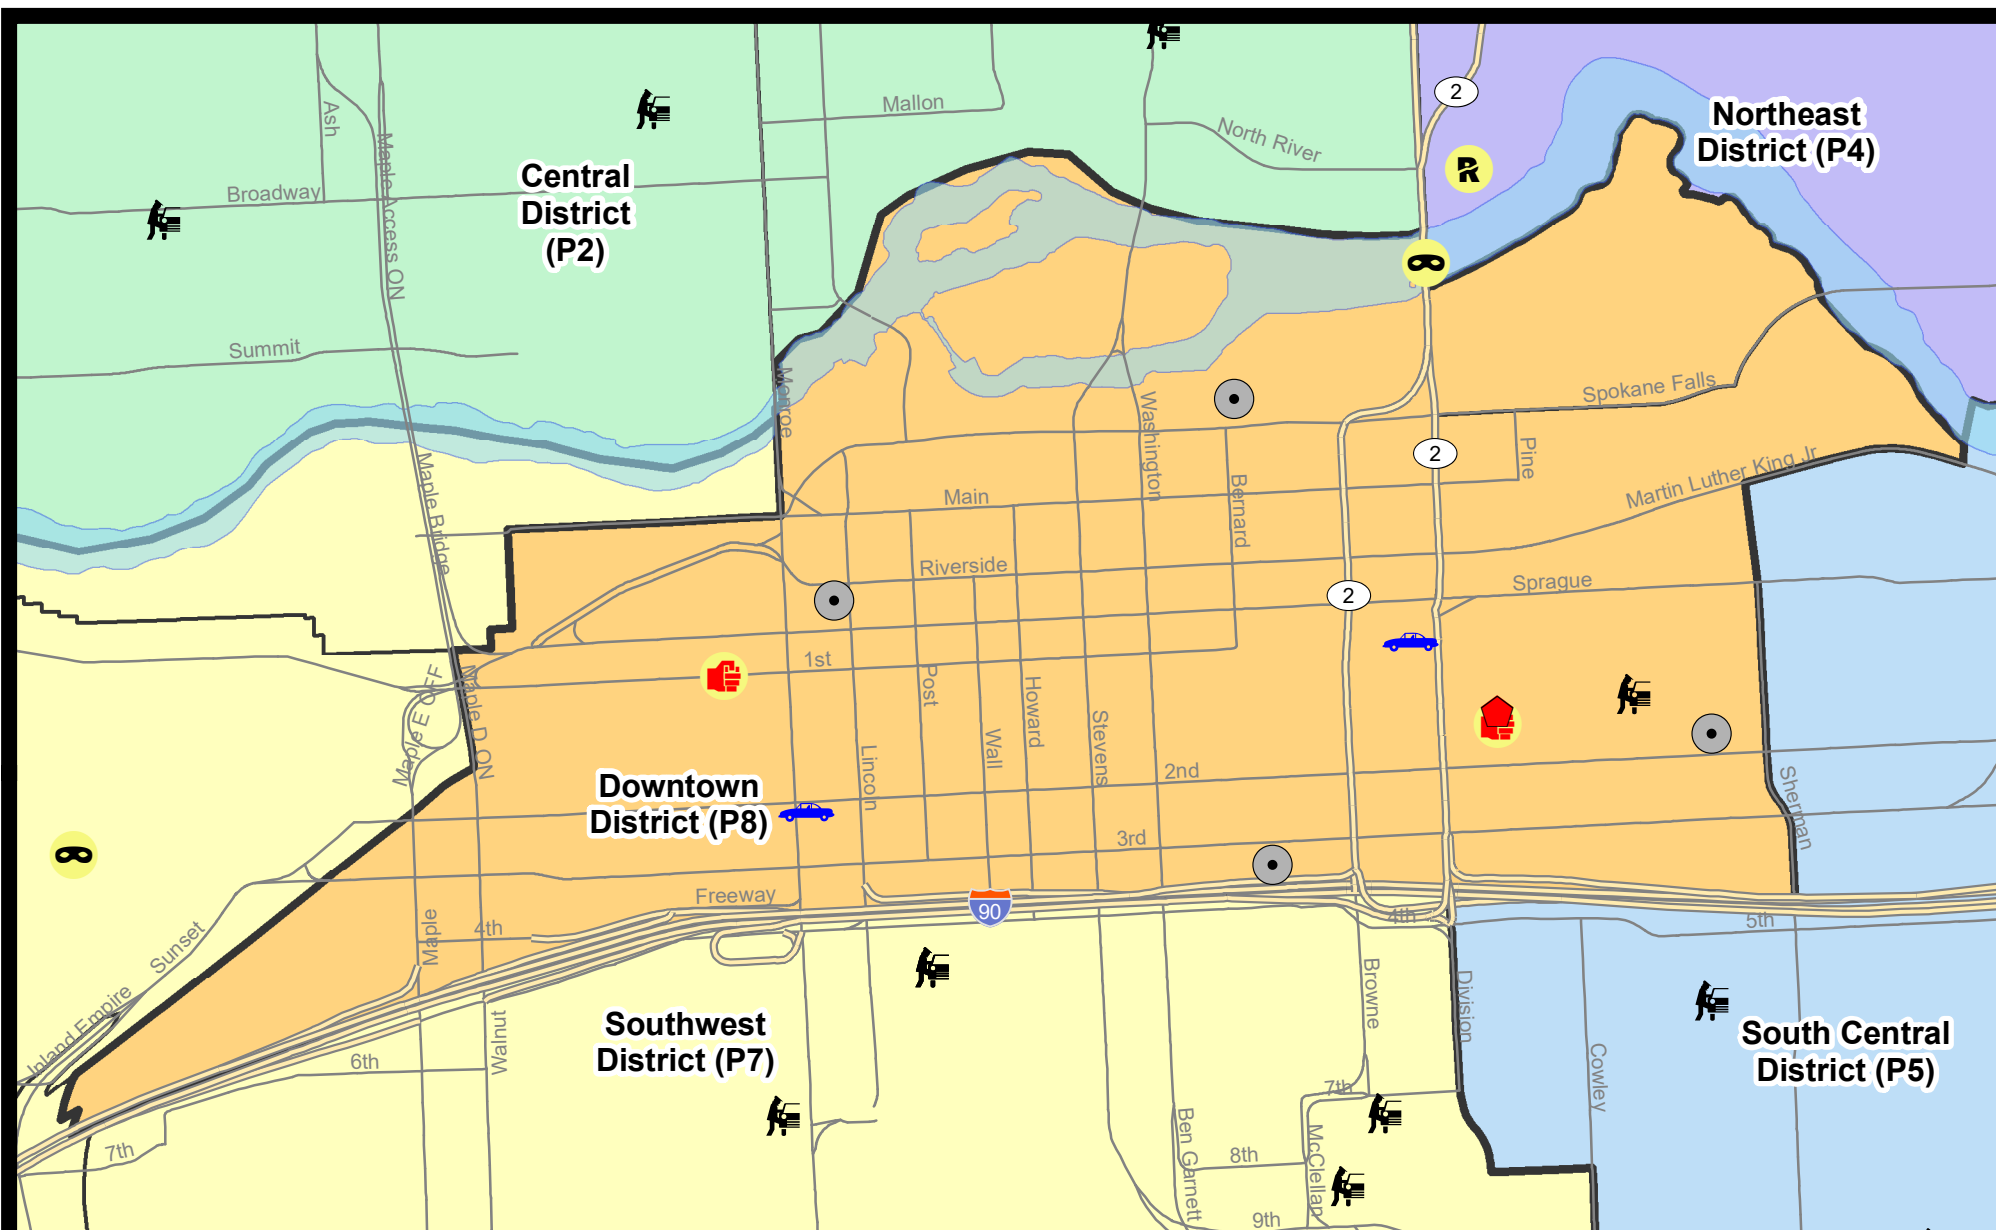 2
Northeast
District (P4)
Mallon
Ash
North River
Maple Access ON
Central
District
(P2)
Broadway
Summit
Monroe
Spokane Falls
Washington
Pine
2
Maple Bridge
Main
Bernard
Martin Luther King Jr
Riverside
Sprague
2
1st
Maple E OFF
Maple D ON
Post
Howard
Stevens
Wall
Lincoln
2nd
Downtown
District (P8)
Sherman
3rd
Freeway
90
4th
4th
5th
Maple
Sunset
Inland Empire
Browne
Division
Walnut
Southwest
District (P7)
South Central
District (P5)
6th
Cowley
7th
7th
Ben Garnett
McClellan
8th
9th